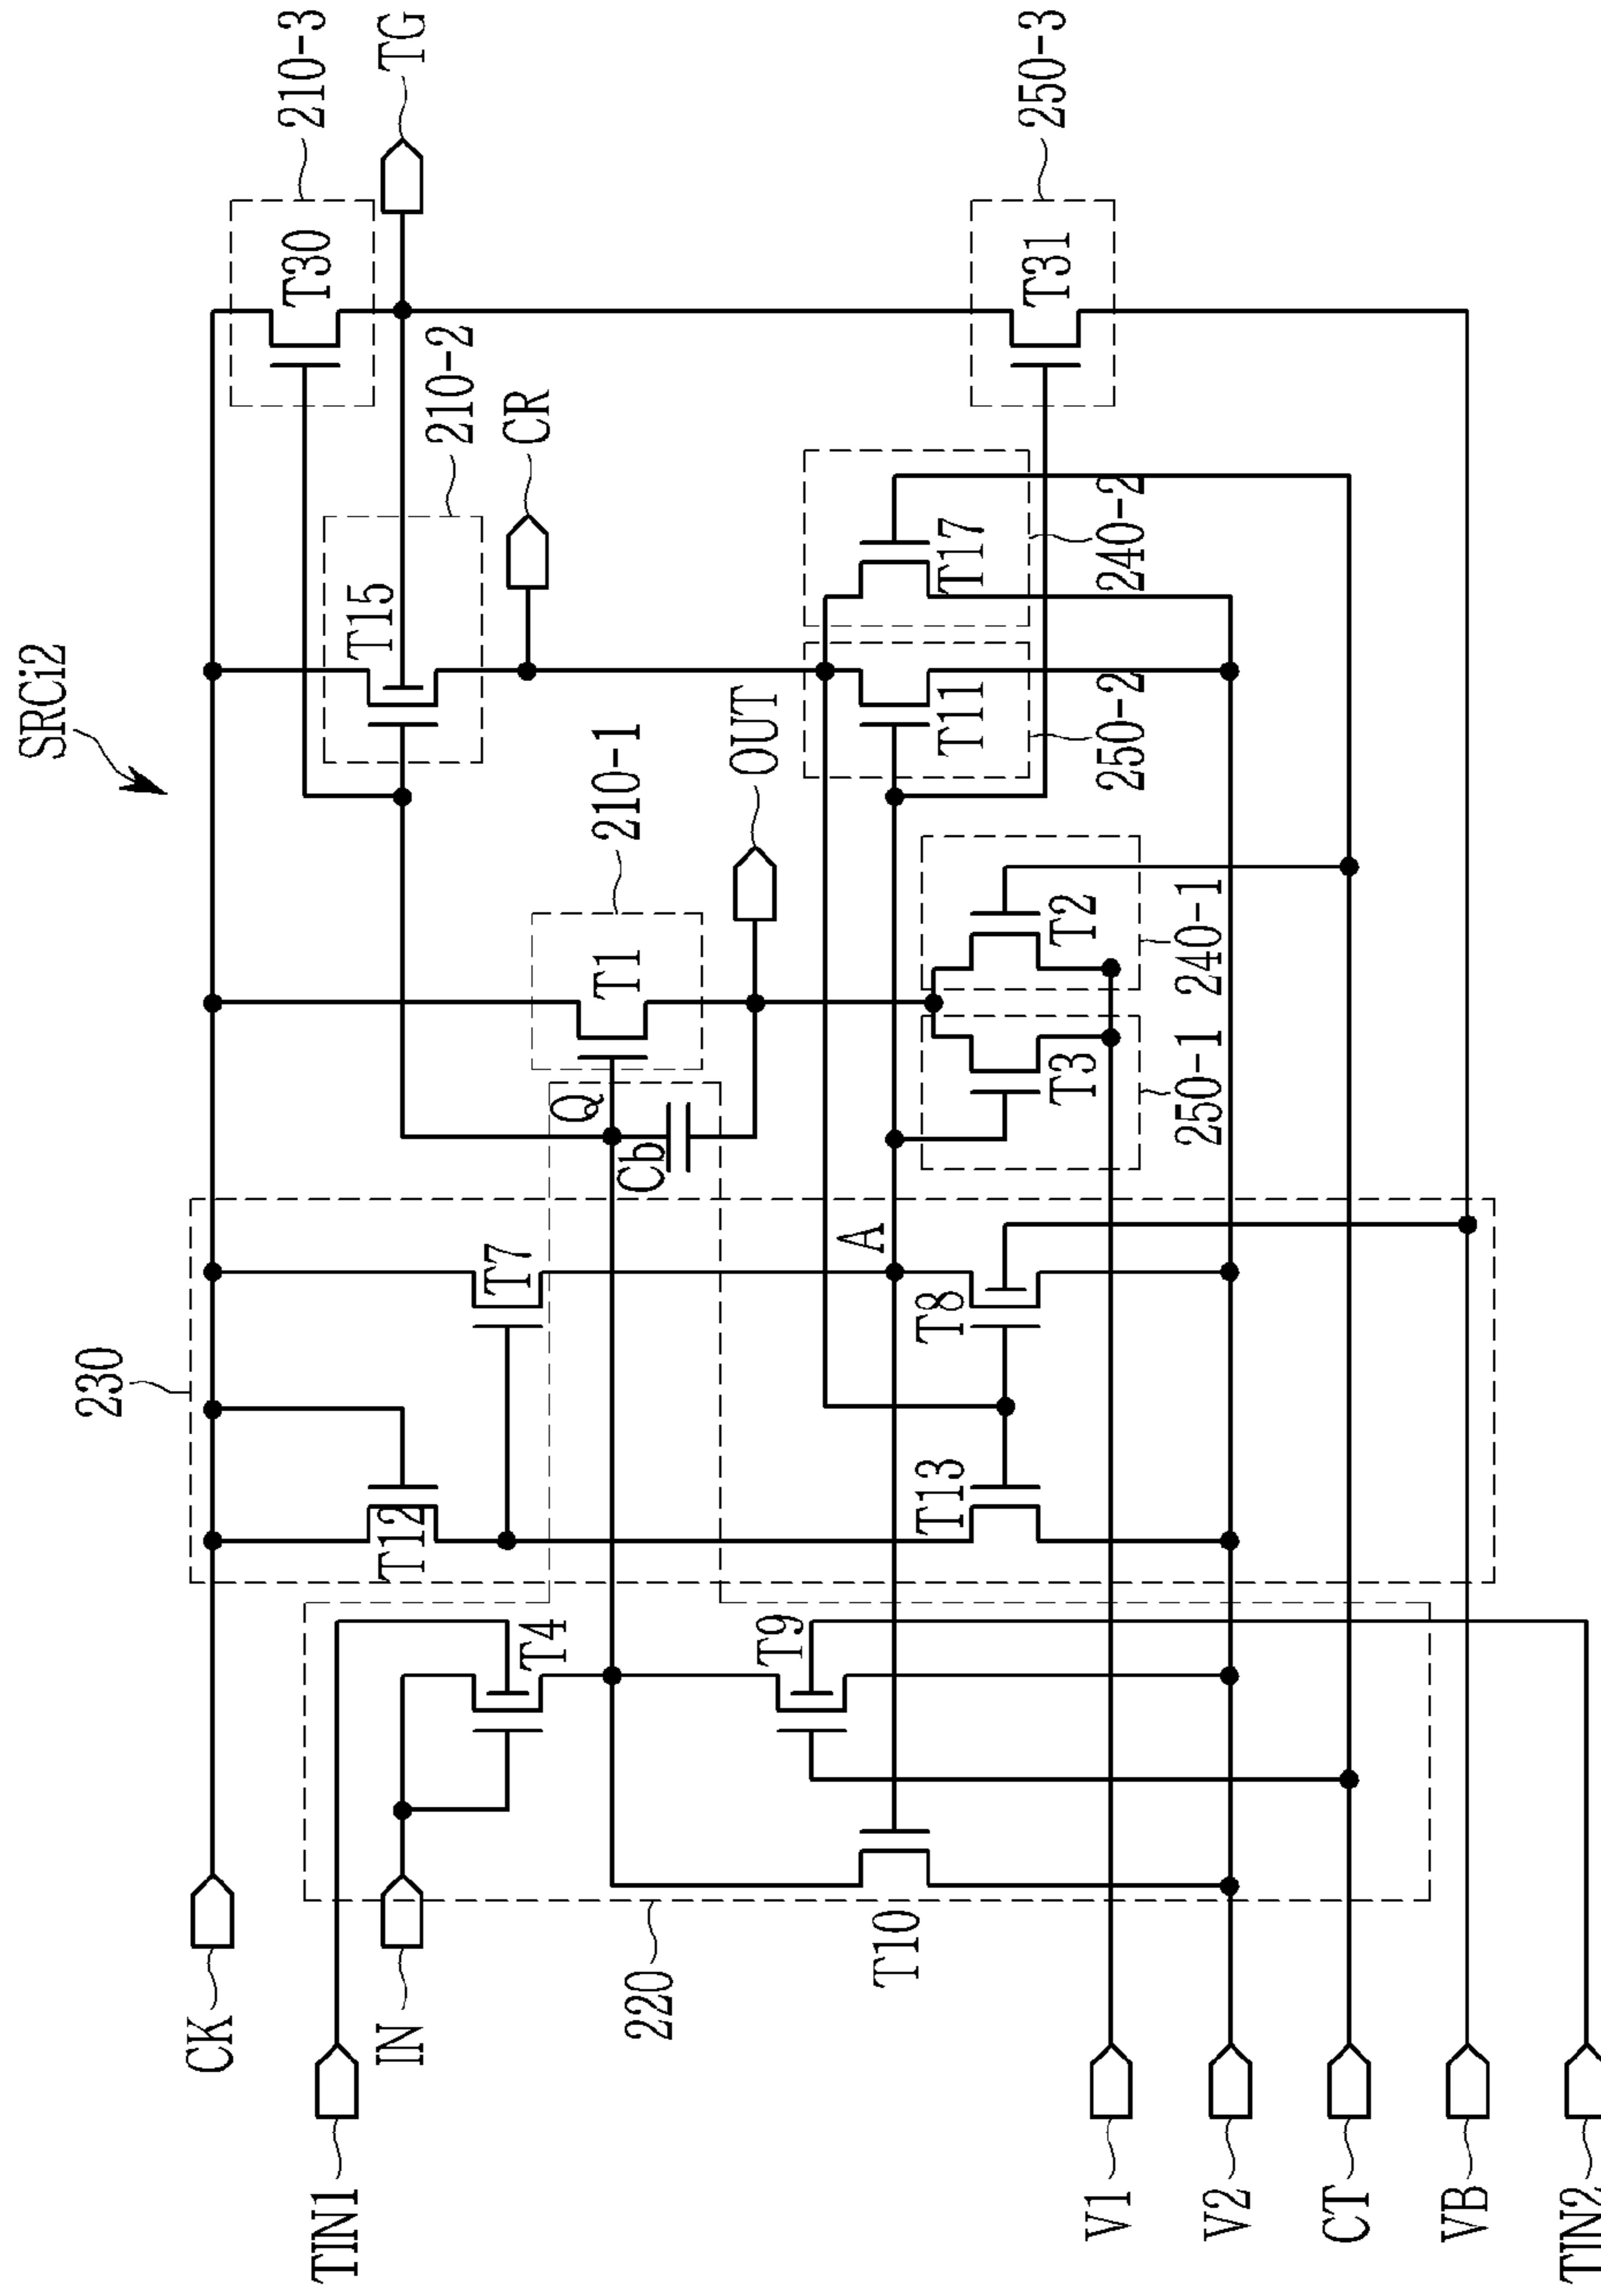 SRCi2
230
210-3
T30
TG
210-2
T15
CR
210-1
T1
OUT
Q
Cb
T7
T12
A
T8
T13
T4
T9
T10
220
T3
250-1
T2
240-1
T11
250-2
T17
240-2
T31
250-3
CK
TIN1
IN
V1
V2
CT
VB
TIN2